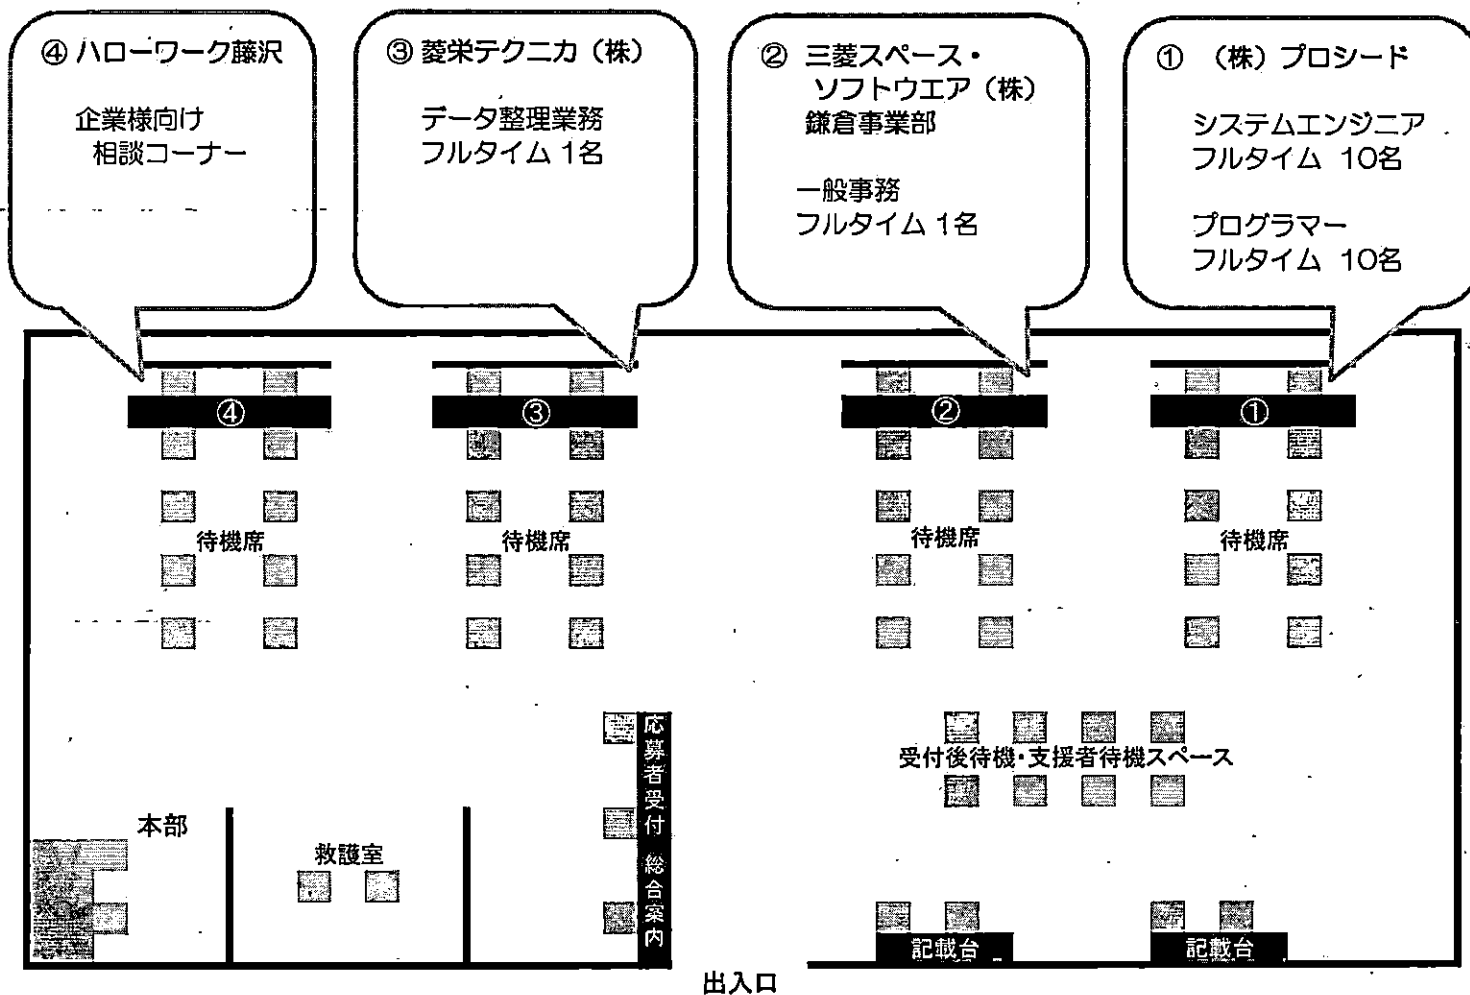 ④ ハローワーク藤沢
企業様向け
相談コーナー
③ 菱栄テクニカ（株）
データ整理業務
フルタイム 1名
② 三菱スペース・
ソフトウエア（株）
鎌倉事業部
一般事務
フルタイム 1名
① （株）プロシード
システムエンジニア
フルタイム 10名
プログラマー
フルタイム 10名
④
③
②
①
待機席
待機席
待機席
待機席
応募者受付 総合案内
受付後待機・支援者待機スペース
本部
救護室
記載台
記載台
出入口